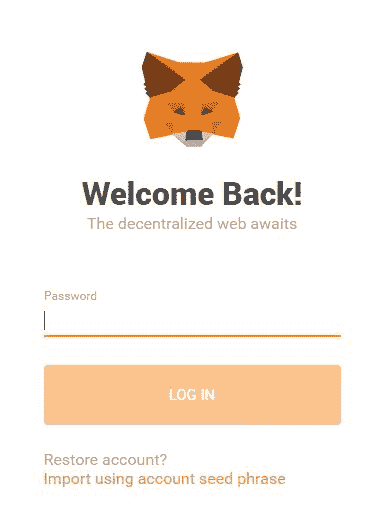 Welcome Back!
The decentralized web awaits
Password
LOG IN
Restore account?
Import using account seed phrase